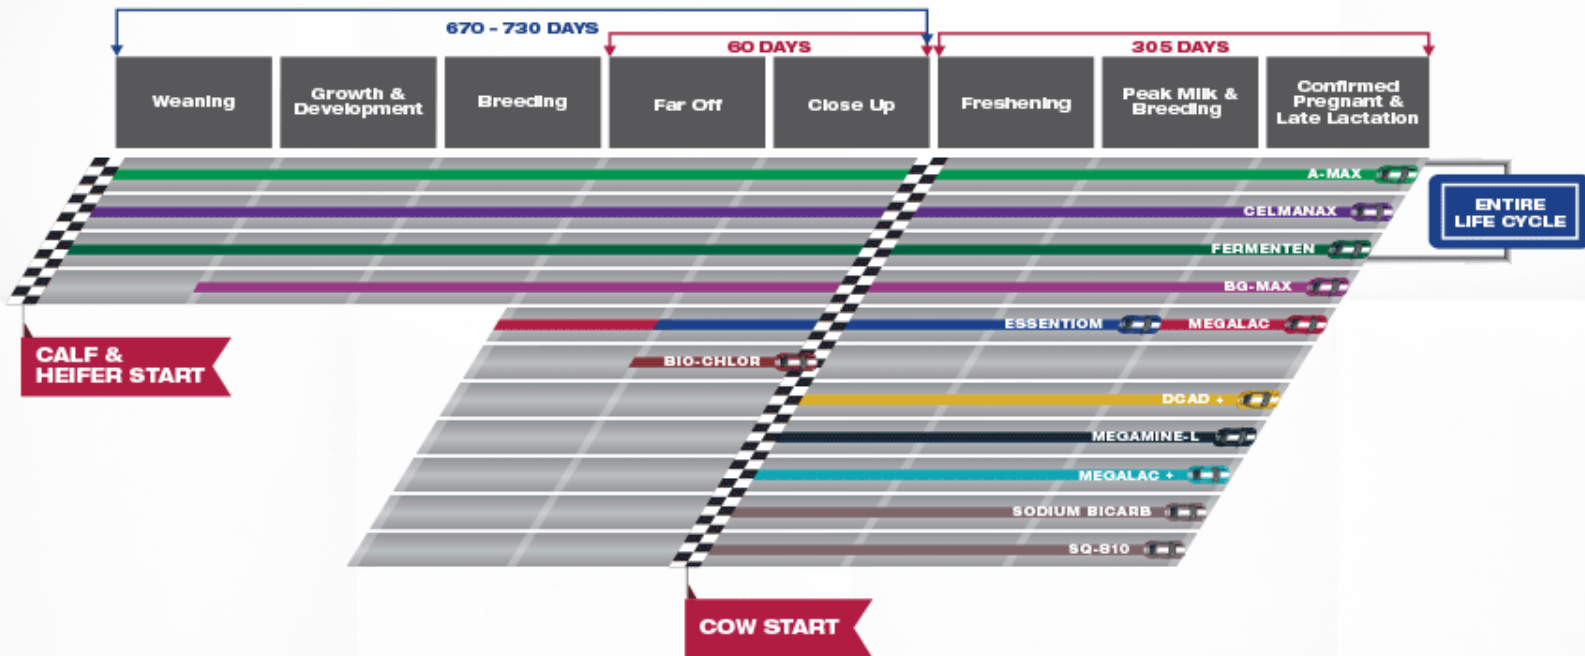 670 - 730 DAYS
60 DAYS
305 DAYS
Weaning
Growth &
Development
Breeding
Far Off
Close Up
Freshening
Peak Milk &
Breeding
Confirmed
Pregnant &
Late Lactation
A-MAX
CELMANAX
FERMENTEN
BG-MAX
ENTIRE
LIFE CYCLE
ESSENTIOM
MEGALAC
CALF &
HEIFER START
BIO-CHLOR
DCAD +
MEGAMINE-L
MEGALAC +
SODIUM BICARB
SQ-810
COW START